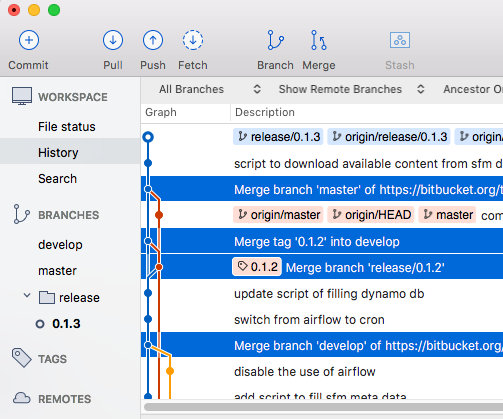 Commit
Pull
Push
Fetch
Branch
Merge
Stash
WORKSPACE
File status
History
Search
BRANCHES
develop
master
release
0.1.3
TAGS
REMOTES
All Branches
Show Remote Branches
Ancestor Or
Graph
Description
release/0.1.3 origin/release/0.1.3 origin/
script to download available content from sfm d
Merge branch 'master' of https://bitbucket.org/t
origin/master origin/HEAD master com
Merge tag '0.1.2' into develop
0.1.2 Merge branch 'release/0.1.2'
update script of filling dynamo db
switch from airflow to cron
Merge branch 'develop' of https://bitbucket.org/
disable the use of airflow
add script to fill sfm meta data